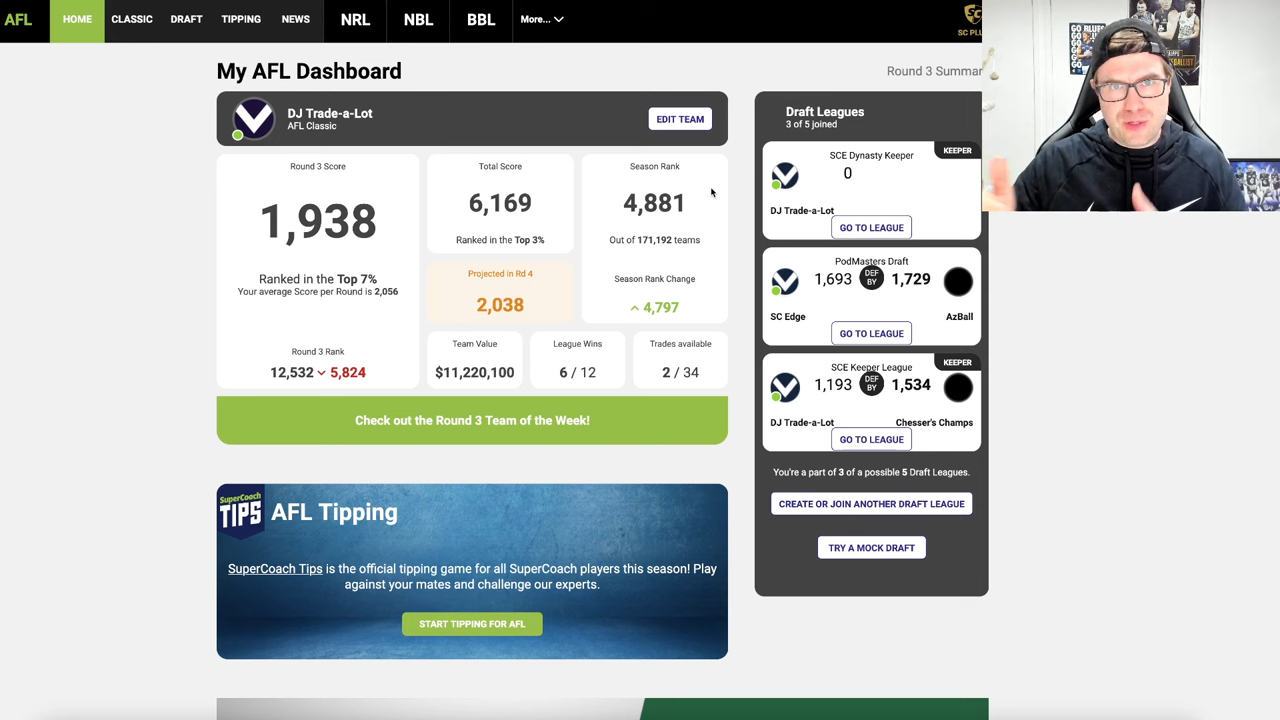 AFL
HOME
CLASSIC
DRAFT
TIPPING
NEWS
NRL
NBL
BBL
More...
SC PLU
My AFL Dashboard
Round 3 Summar
DJ Trade-a-Lot
AFL Classic
EDIT TEAM
Round 3 Score
1,938
Ranked in the Top 7%
Your average Score per Round is 2,056
Round 3 Rank
12,532 5,824
Total Score
6,169
Ranked in the Top 3%
Projected in Rd 4
2,038
Season Rank
4,881
Out of 171,192 teams
Season Rank Change
4,797
Team Value
$11,220,100
League Wins
6 / 12
Trades available
2 / 34
Check out the Round 3 Team of the Week!
SuperCoach
TIPS
AFL Tipping
SuperCoach Tips is the official tipping game for all SuperCoach players this season! Play
against your mates and challenge our experts.
START TIPPING FOR AFL
Draft Leagues
3 of 5 joined
KEEPER
SCE Dynasty Keeper
0
DJ Trade-a-Lot
GO TO LEAGUE
PodMasters Draft
1,693 DEF BY 1,729
SC Edge
AzBall
GO TO LEAGUE
KEEPER
SCE Keeper League
1,193 DEF BY 1,534
DJ Trade-a-Lot
Chesser's Champs
GO TO LEAGUE
You're a part of 3 of a possible 5 Draft Leagues.
CREATE OR JOIN ANOTHER DRAFT LEAGUE
TRY A MOCK DRAFT
GO BLUES